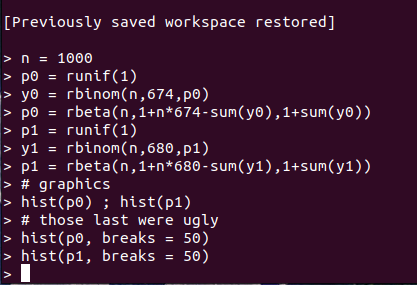 [Previously saved workspace restored]
> n = 1000
> p0 = runif(1)
> y0 = rbinom(n,674,p0)
> p0 = rbeta(n,1+n*674-sum(y0),1+sum(y0))
> p1 = runif(1)
> y1 = rbinom(n,680,p1)
> p1 = rbeta(n,1+n*680-sum(y1),1+sum(y1))
> # graphics
> hist(p0) ; hist(p1)
> # those last were ugly
> hist(p0, breaks = 50)
> hist(p1, breaks = 50)
>